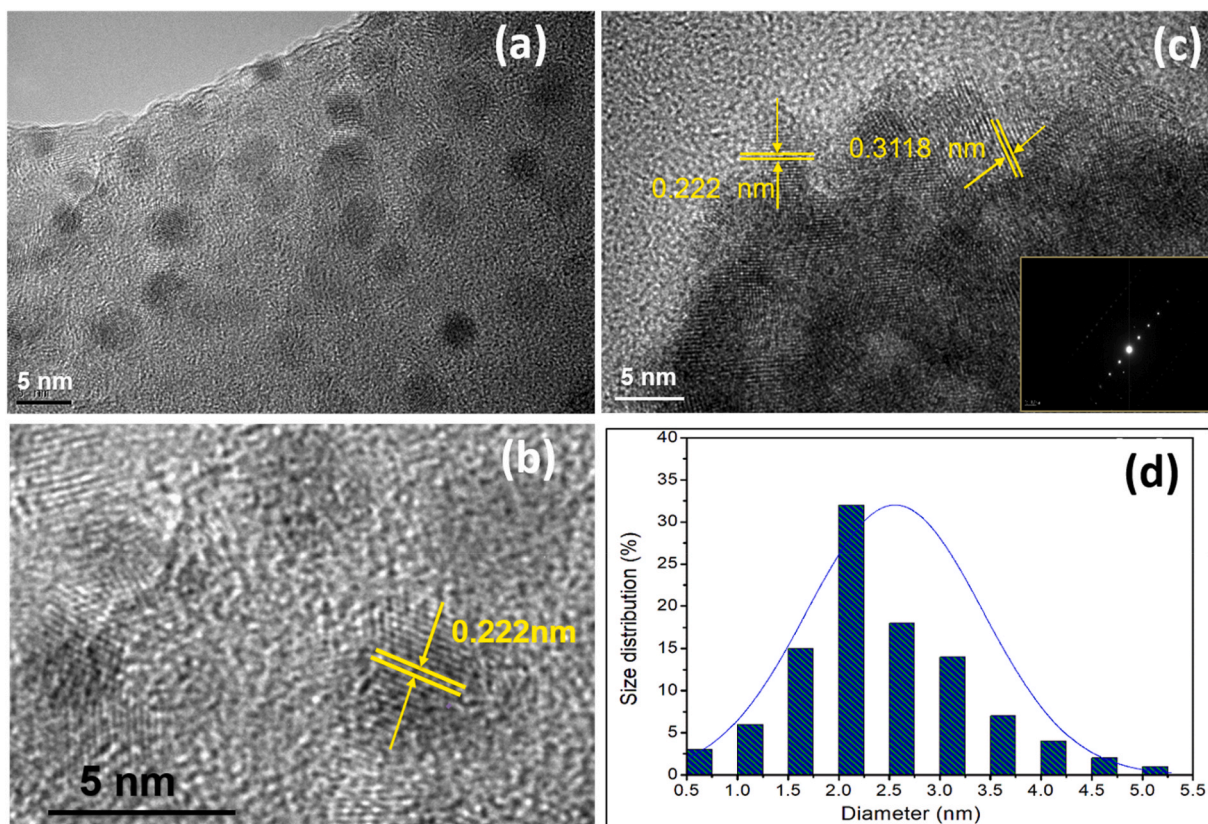 (a)
5 nm
(c)
0.3118 nm
0.222 nm
5 nm
(b)
0.222nm
5 nm
(d)
Size distribution (%)
40
35
30
25
20
15
10
5
0
0.5 1.0 1.5 2.0 2.5 3.0 3.5 4.0 4.5 5.0 5.5
Diameter (nm)